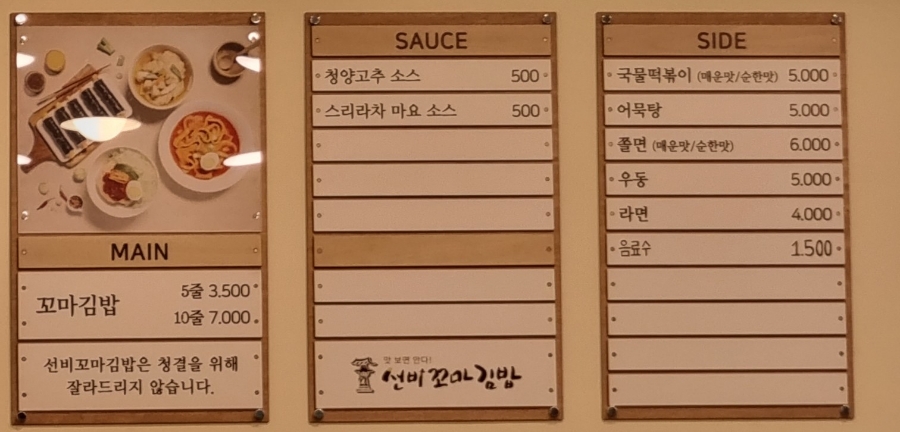 MAIN
꼬마김밥
5줄 3.500
10줄 7.000
선비꼬마김밥은 청결을 위해
잘라드리지 않습니다.
SAUCE
청양고추 소스 500
스리라차 마요 소스 500
맛 보면 안다!
선비꼬마김밥
SIDE
국물떡볶이 (매운맛/순한맛) 5.000
어묵탕 5.000
쫄면 (매운맛/순한맛) 6.000
우동 5.000
라면 4.000
음료수 1.500